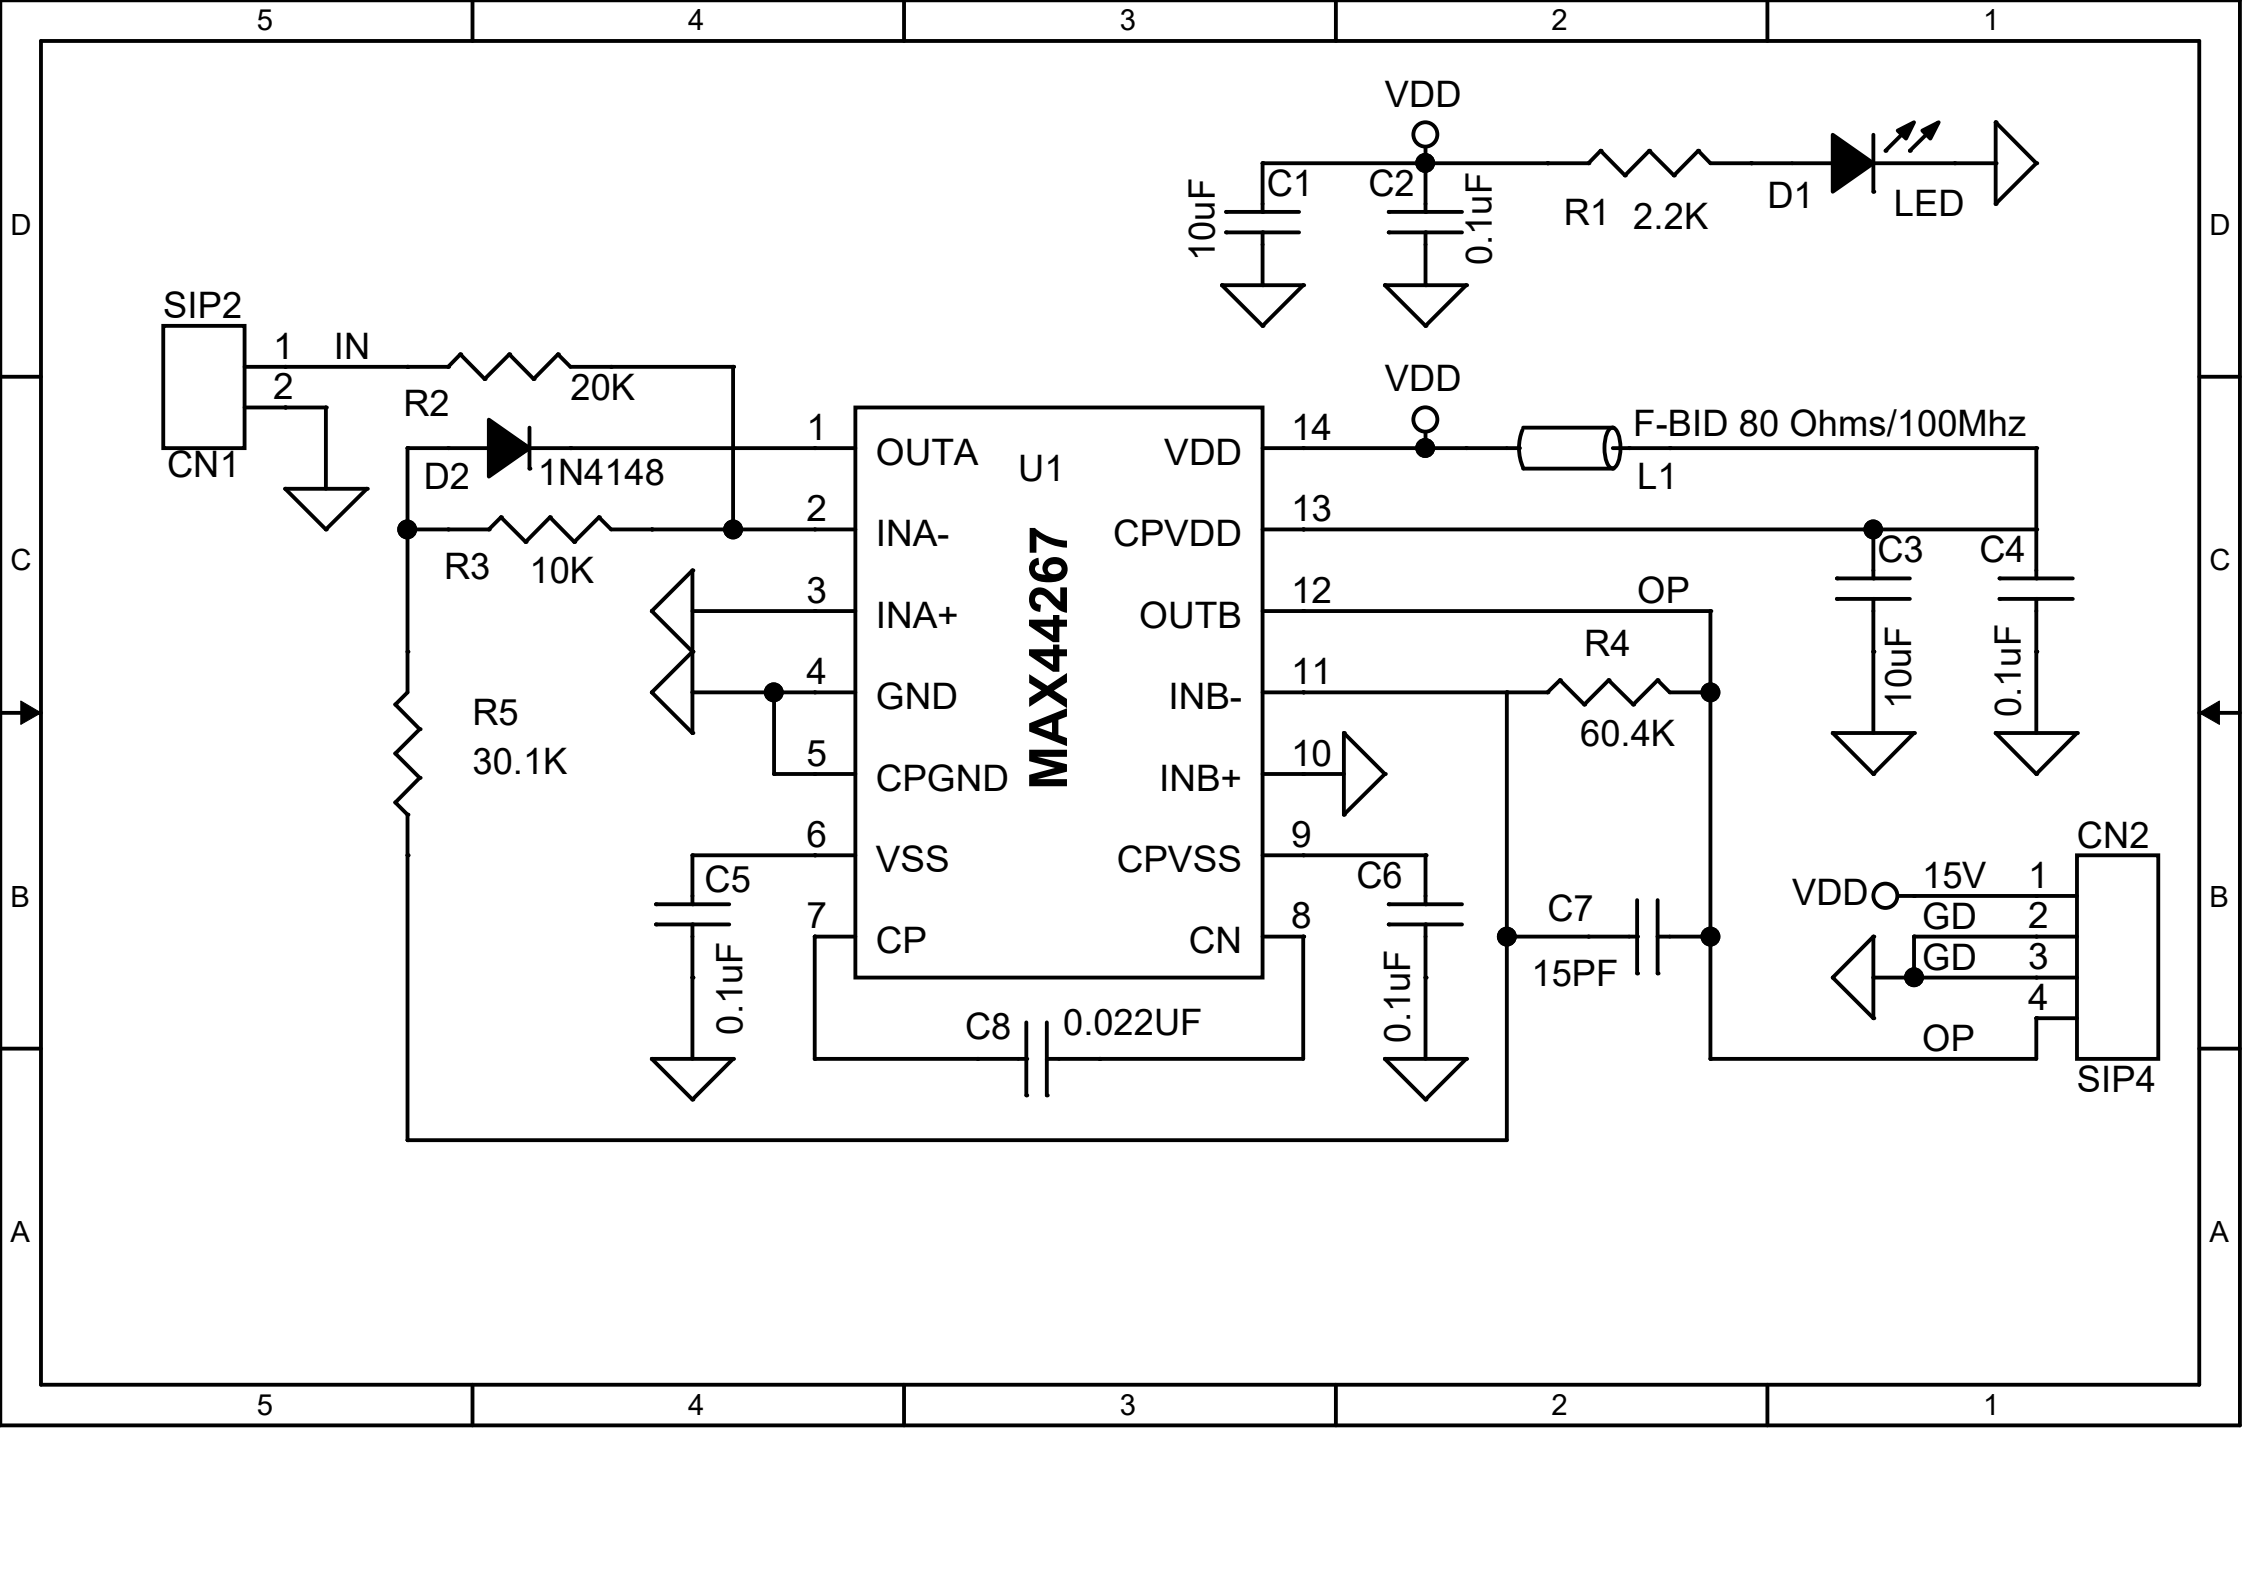 5 4 3 2 1
VDD
D
D
C1
C2
10uF
0.1uF
R1 2.2K
D1
LED
SIP2
1 IN
2
R2
20K
CN1
VDD
F-BID 80 Ohms/100Mhz
L1
D2
1N4148
R3
10K
U1
MAX44267
1 OUTA
2 INA-
3 INA+
4 GND
5 CPGND
6 VSS
7 CP
VDD 14
CPVDD 13
OUTB 12
INB- 11
INB+ 10
CPVSS 9
CN 8
OP
R4
60.4K
C3
C4
10uF
0.1uF
C
C
R5
30.1K
C5
0.1uF
C6
0.1uF
C7
15PF
C8
0.022UF
CN2
VDD 15V 1
GD 2
GD 3
4
OP
SIP4
B
B
A
A
5 4 3 2 1